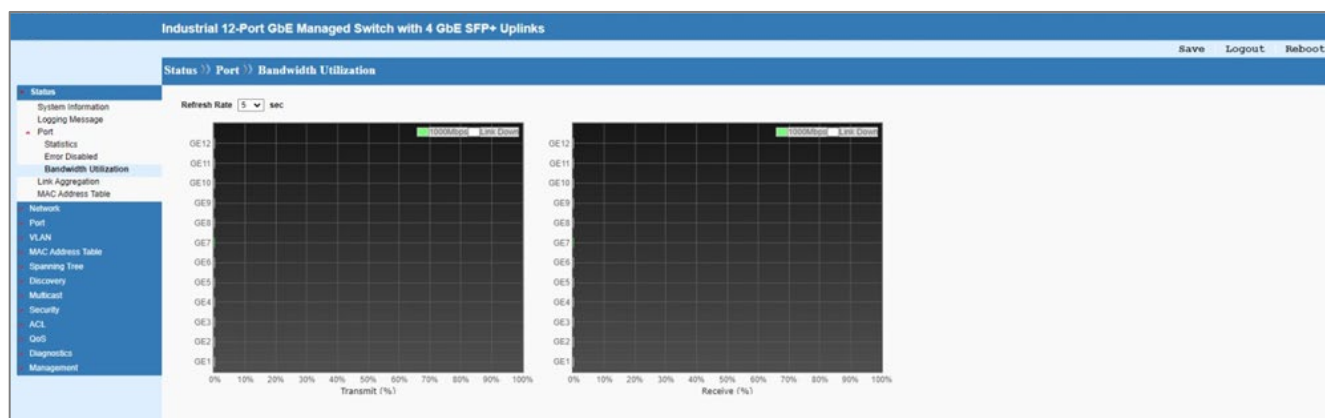 Industrial 12-Port GbE Managed Switch with 4 GbE SFP+ Uplinks
Save Logout Reboot
Status 》 Port 》 Bandwidth Utilization
Status
System Information
Logging Message
Port
Statistics
Error Disabled
Bandwidth Utilization
Link Aggregation
MAC Address Table
Network
Port
VLAN
MAC Address Table
Spanning Tree
Discovery
Multicast
Security
ACL
QoS
Diagnostics
Management
Refresh Rate 5 sec
1000Mbps Link Down
GE12
GE11
GE10
GE9
GE8
GE7
GE6
GE5
GE4
GE3
GE2
GE1
0% 10% 20% 30% 40% 50% 60% 70% 80% 90% 100%
Transmit (%)
1000Mbps Link Down
GE12
GE11
GE10
GE9
GE8
GE7
GE6
GE5
GE4
GE3
GE2
GE1
0% 10% 20% 30% 40% 50% 60% 70% 80% 90% 100%
Receive (%)